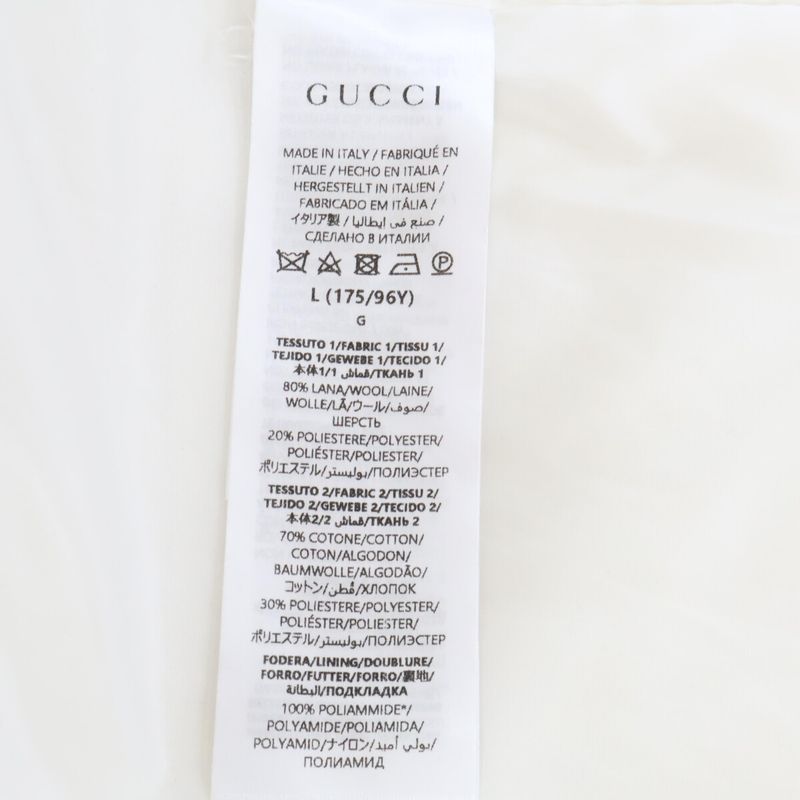 GUCCI
MADE IN ITALY / FABRIQUÉ EN
ITALIE / HECHO EN ITALIA /
HERGESTELLT IN ITALIEN /
FABRICADO EM ITÁLIA /
イタリア製 / صنع في ايطاليا /
СДЕЛАНО В ИТАЛИИ
P
L (175/96Y)
G
TESSUTO 1/FABRIC 1/TISSU 1/
TEJIDO 1/GEWEBE 1/TECIDO 1/
本体1/1 قماش/ТКАНЬ 1
80% LANA/WOOL/LAINE/
WOLLE/LÃ/ウール/صوف/
ШЕРСТЬ
20% POLIESTERE/POLYESTER/
POLIÉSTER/POLIESTER/
ポリエステル/بوليستر/ПОЛИЭСТЕР
TESSUTO 2/FABRIC 2/TISSU 2/
TEJIDO 2/GEWEBE 2/TECIDO 2/
本体2/2 قماش/ТКАНЬ 2
70% COTONE/COTTON/
COTON/ALGODON/
BAUMWOLLE/ALGODÃO/
コットン/قُطن/ХЛОПОК
30% POLIESTERE/POLYESTER/
POLIÉSTER/POLIESTER/
ポリエステル/بوليستر/ПОЛИЭСТЕР
FODERA/LINING/DOUBLURE/
FORRO/FUTTER/FORRO/裏地/
البطانة/ПОДКЛАДКА
100% POLIAMMIDE*/
POLYAMIDE/POLIAMIDA/
POLYAMID/ナイロン/بولي أميد/
ПОЛИАМИД